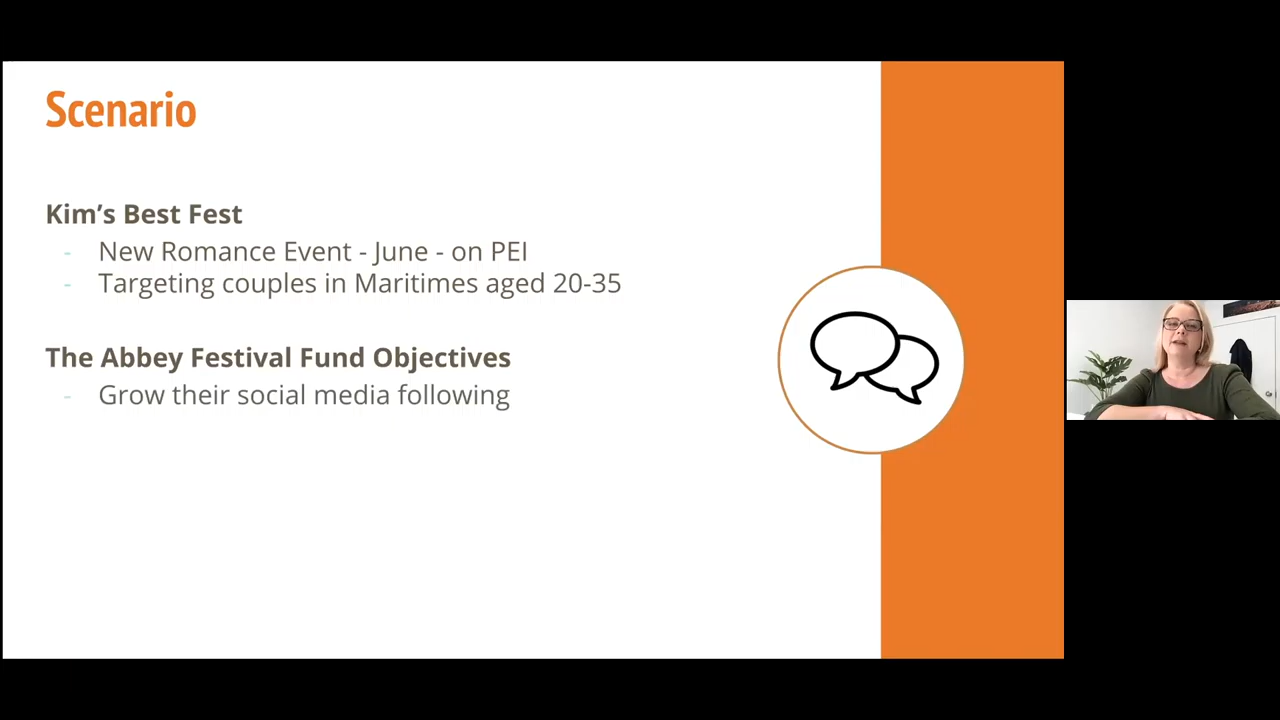 Scenario
Kim's Best Fest
- New Romance Event - June - on PEI
- Targeting couples in Maritimes aged 20-35
The Abbey Festival Fund Objectives
- Grow their social media following